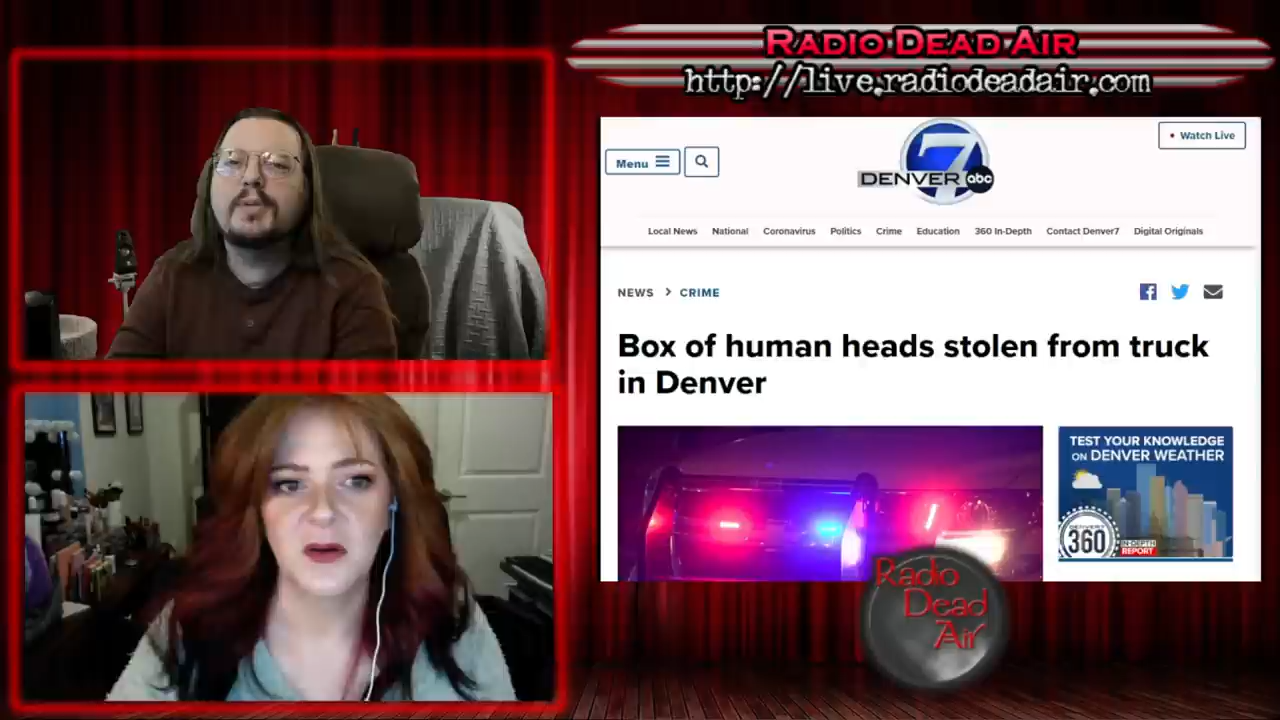 RADIO DEAD AIR
http://live.radiodeadair.com
Menu
7
DENVER abc
Watch Live
Local News National Coronavirus Politics Crime Education 360 In-Depth Contact Denver7 Digital Originals
NEWS > CRIME
Box of human heads stolen from truck
in Denver
TEST YOUR KNOWLEDGE
ON DENVER WEATHER
DENVER7
360
IN-DEPTH
REPORT
Radio
Dead
Air